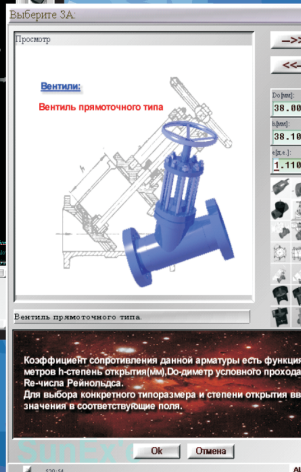 Выберите ЗА:
Просмотр
-->>
<<--
Вентили:
Вентиль прямоточного типа
Do[мм]:
38.00
h[мм]:
38.10
1.110
Вентиль прямоточного типа.
Коэффициент сопротивления данной арматуры есть функция
метров h-степень открытия(мм),Do-диметр условного прохода
Re-числа Рейнольдса.
Для выбора конкретного типоразмера и степени открытия вв
значения в соответствующие поля.
Ok
Отмена